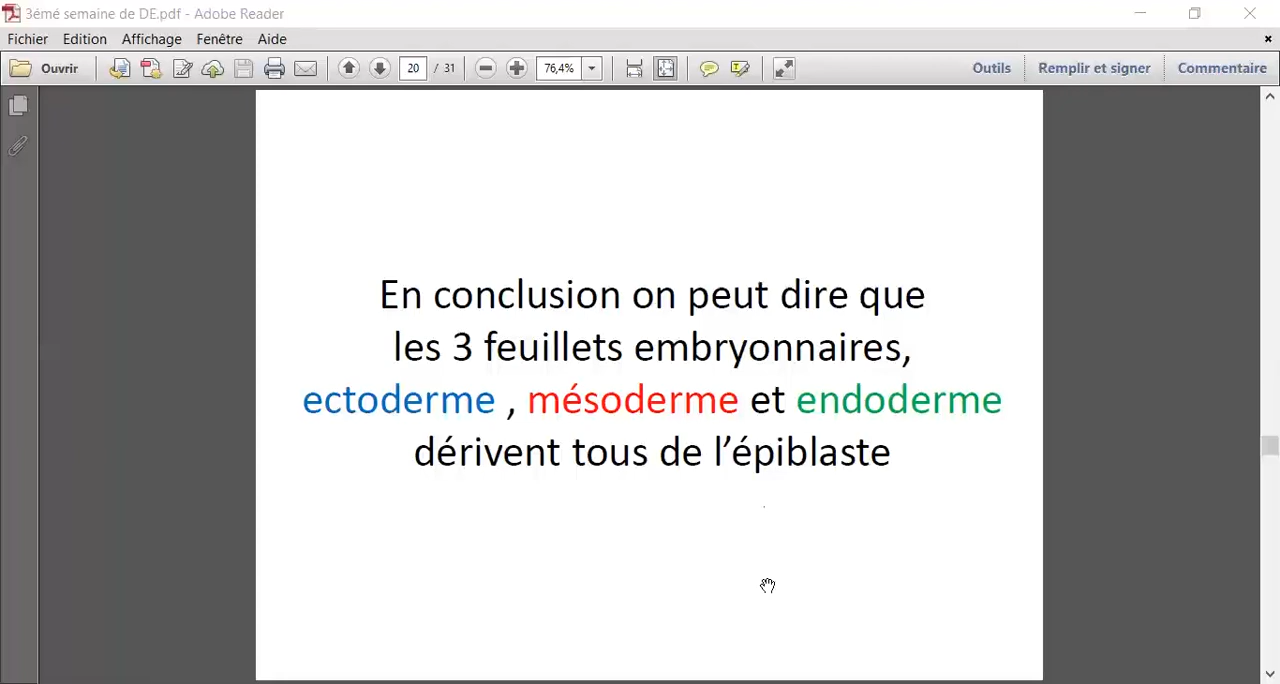 3émé semaine de DE.pdf - Adobe Reader
Fichier Edition Affichage Fenêtre Aide
Ouvrir 20 / 31 76,4% Outils Remplir et signer Commentaire
En conclusion on peut dire que
les 3 feuillets embryonnaires,
ectoderme , mésoderme et endoderme
dérivent tous de l’épiblaste